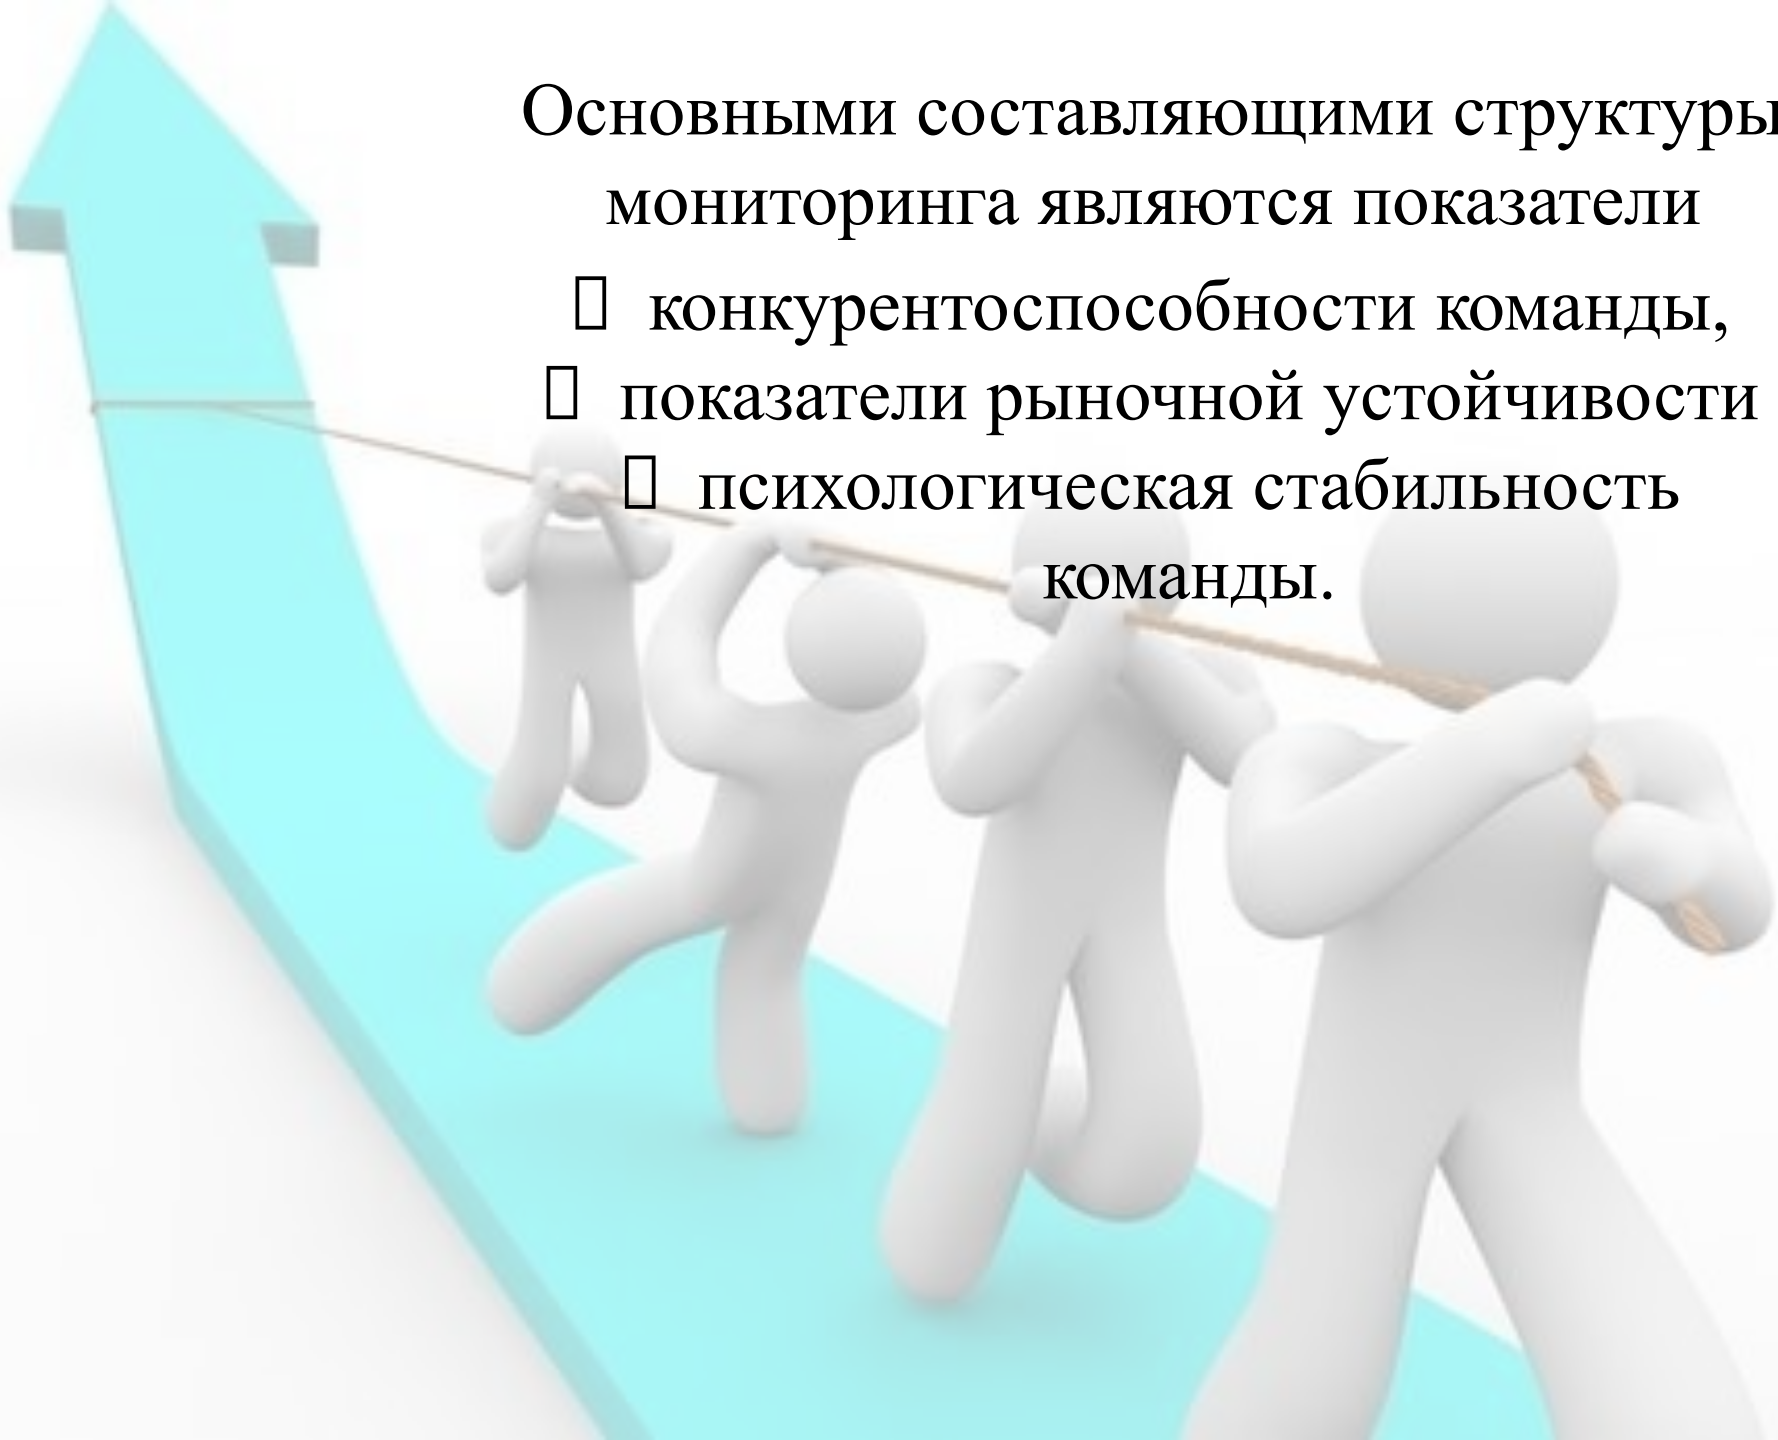 Основными составляющими структуры
мониторинга являются показатели
конкурентоспособности команды,
показатели рыночной устойчивости
психологическая стабильность
команды.